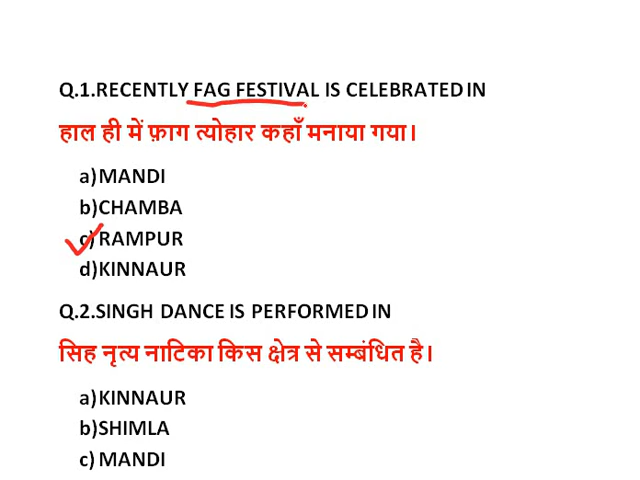 Q.1.RECENTLY FAG FESTIVAL IS CELEBRATED IN
हाल ही में फ़ाग त्योहार कहाँ मनाया गया।
a)MANDI
b)CHAMBA
c)RAMPUR
d)KINNAUR
Q.2.SINGH DANCE IS PERFORMED IN
सिह नृत्य नाटिका किस क्षेत्र से सम्बंधित है।
a)KINNAUR
b)SHIMLA
c) MANDI